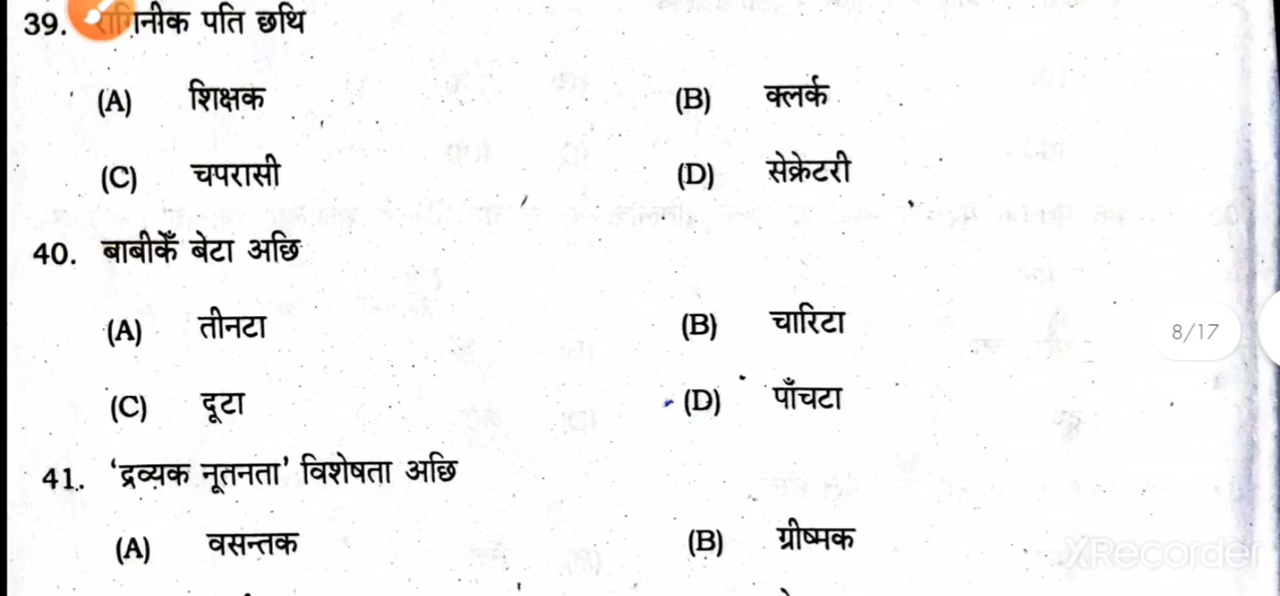 39. रागिनीक पति छथि
(A) शिक्षक (B) क्लर्क
(C) चपरासी (D) सेक्रेटरी
40. बाबीकेँ बेटा अछि
(A) तीनटा (B) चारिटा
8/17
(C) दूटा (D) पाँचटा
41. ‘द्रव्यक नूतनता’ विशेषता अछि
(A) वसन्तक (B) ग्रीष्मक
XRecorder